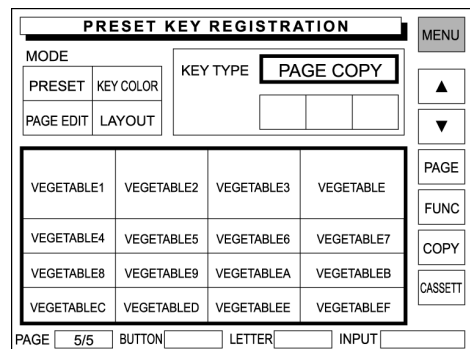 PRESET KEY REGISTRATION
MENU
MODE
PRESET KEY COLOR
PAGE EDIT LAYOUT
KEY TYPE PAGE COPY
▲
▼
VEGETABLE1 VEGETABLE2 VEGETABLE3 VEGETABLE
VEGETABLE4 VEGETABLE5 VEGETABLE6 VEGETABLE7
VEGETABLE8 VEGETABLE9 VEGETABLEA VEGETABLEB
VEGETABLEC VEGETABLED VEGETABLEE VEGETABLEF
PAGE
FUNC
COPY
CASSETT
PAGE 5/5 BUTTON LETTER INPUT